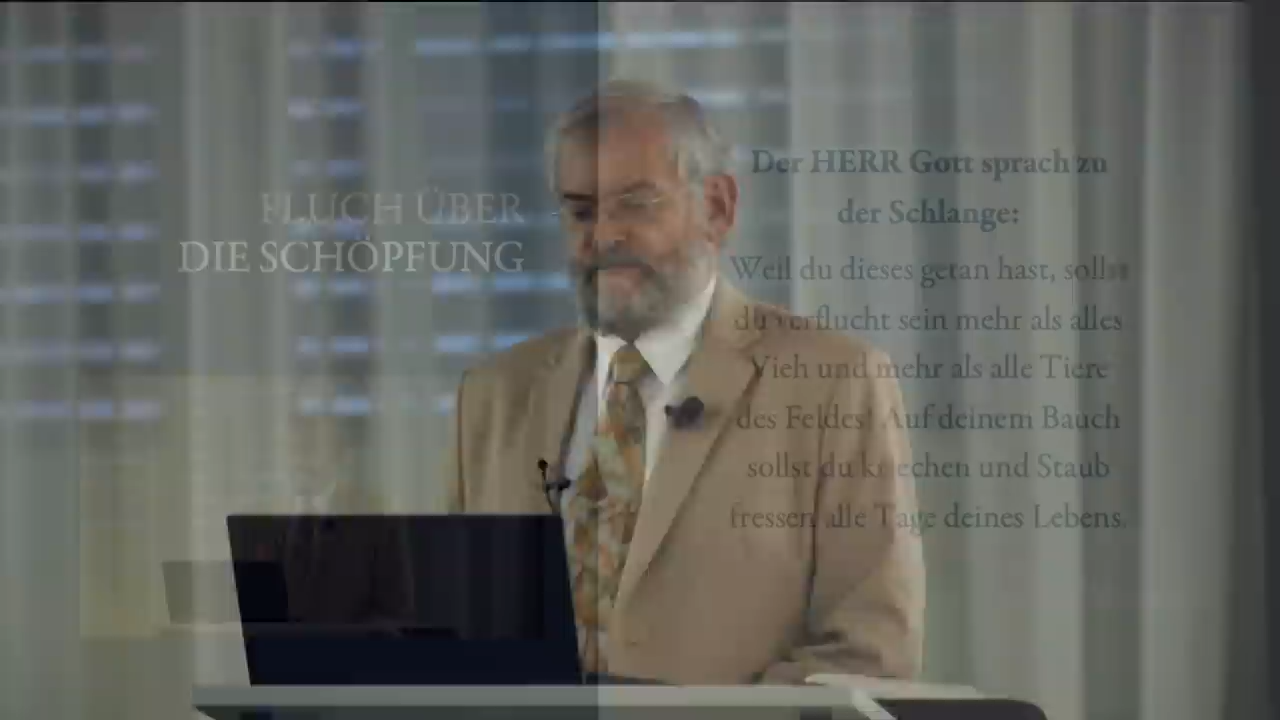 FLUCH ÜBER
DIE SCHÖPFUNG
Der HERR Gott sprach zu
der Schlange:
Weil du dieses getan hast, sollst
du verflucht sein mehr als alles
Vieh und mehr als alle Tiere
des Feldes! Auf deinem Bauch
sollst du kriechen und Staub
fressen alle Tage deines Lebens.